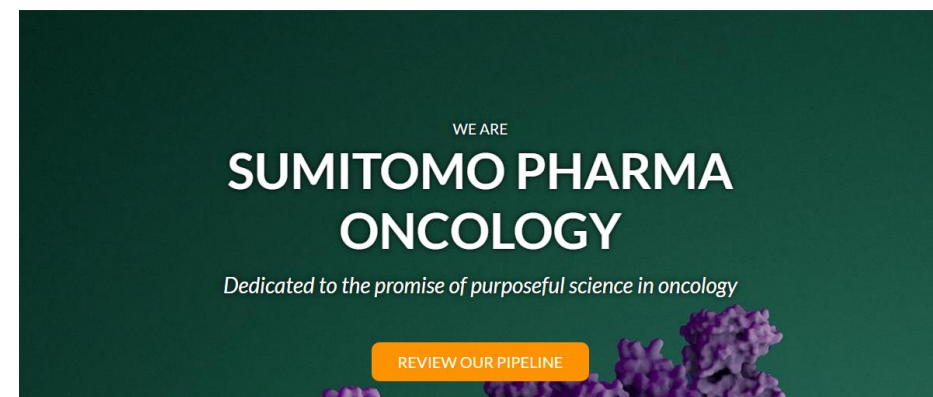 WE ARE
SUMITOMO PHARMA
ONCOLOGY
Dedicated to the promise of purposeful science in oncology
REVIEW OUR PIPELINE